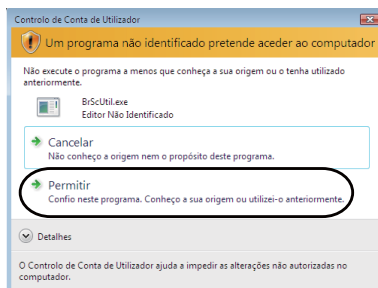 Controlo de Conta de Utilizador
Um programa não identificado pretende aceder ao computador
Não execute o programa a menos que conheça a sua origem ou o tenha utilizado
anteriormente.
BrScUtil.exe
Editor Não Identificado
Cancelar
Não conheço a origem nem o propósito deste programa.
Permitir
Confio neste programa. Conheço a sua origem ou utilizei-o anteriormente.
Detalhes
O Controlo de Conta de Utilizador ajuda a impedir as alterações não autorizadas no
computador.